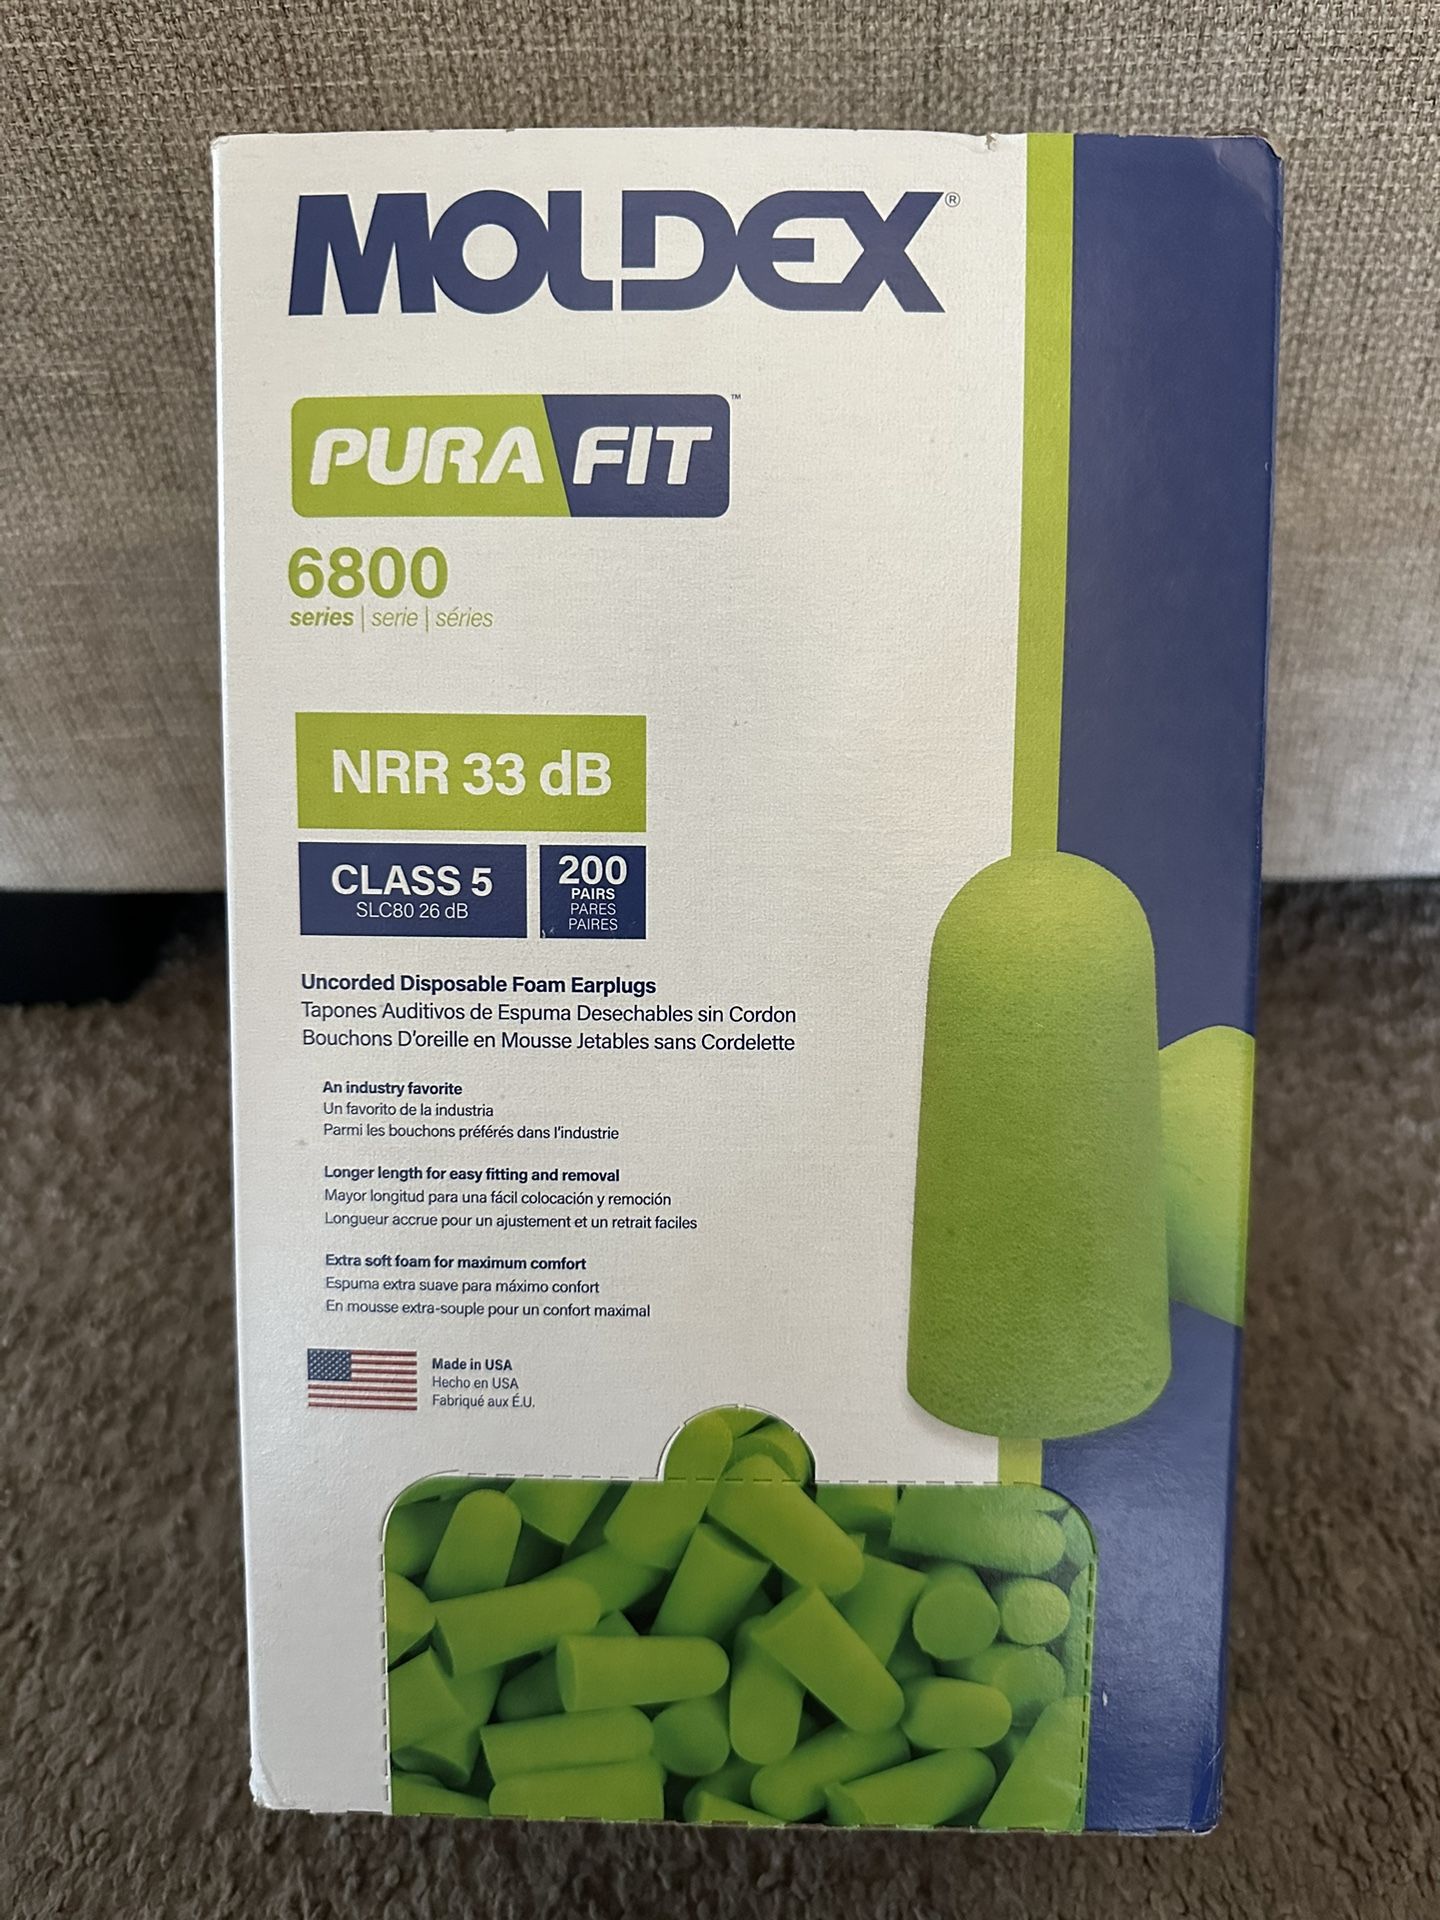 MOLDEX®
PURA FIT™
6800
series | serie | séries
NRR 33 dB
CLASS 5
SLC80 26 dB
200
PAIRS
PARES
PAIRES
Uncorded Disposable Foam Earplugs
Tapones Auditivos de Espuma Desechables sin Cordon
Bouchons D'oreille en Mousse Jetables sans Cordelette
An industry favorite
Un favorito de la industria
Parmi les bouchons préférés dans l'industrie
Longer length for easy fitting and removal
Mayor longitud para una fácil colocación y remoción
Longueur accrue pour un ajustement et un retrait faciles
Extra soft foam for maximum comfort
Espuma extra suave para máximo confort
En mousse extra-souple pour un confort maximal
Made in USA
Hecho en USA
Fabriqué aux É.U.